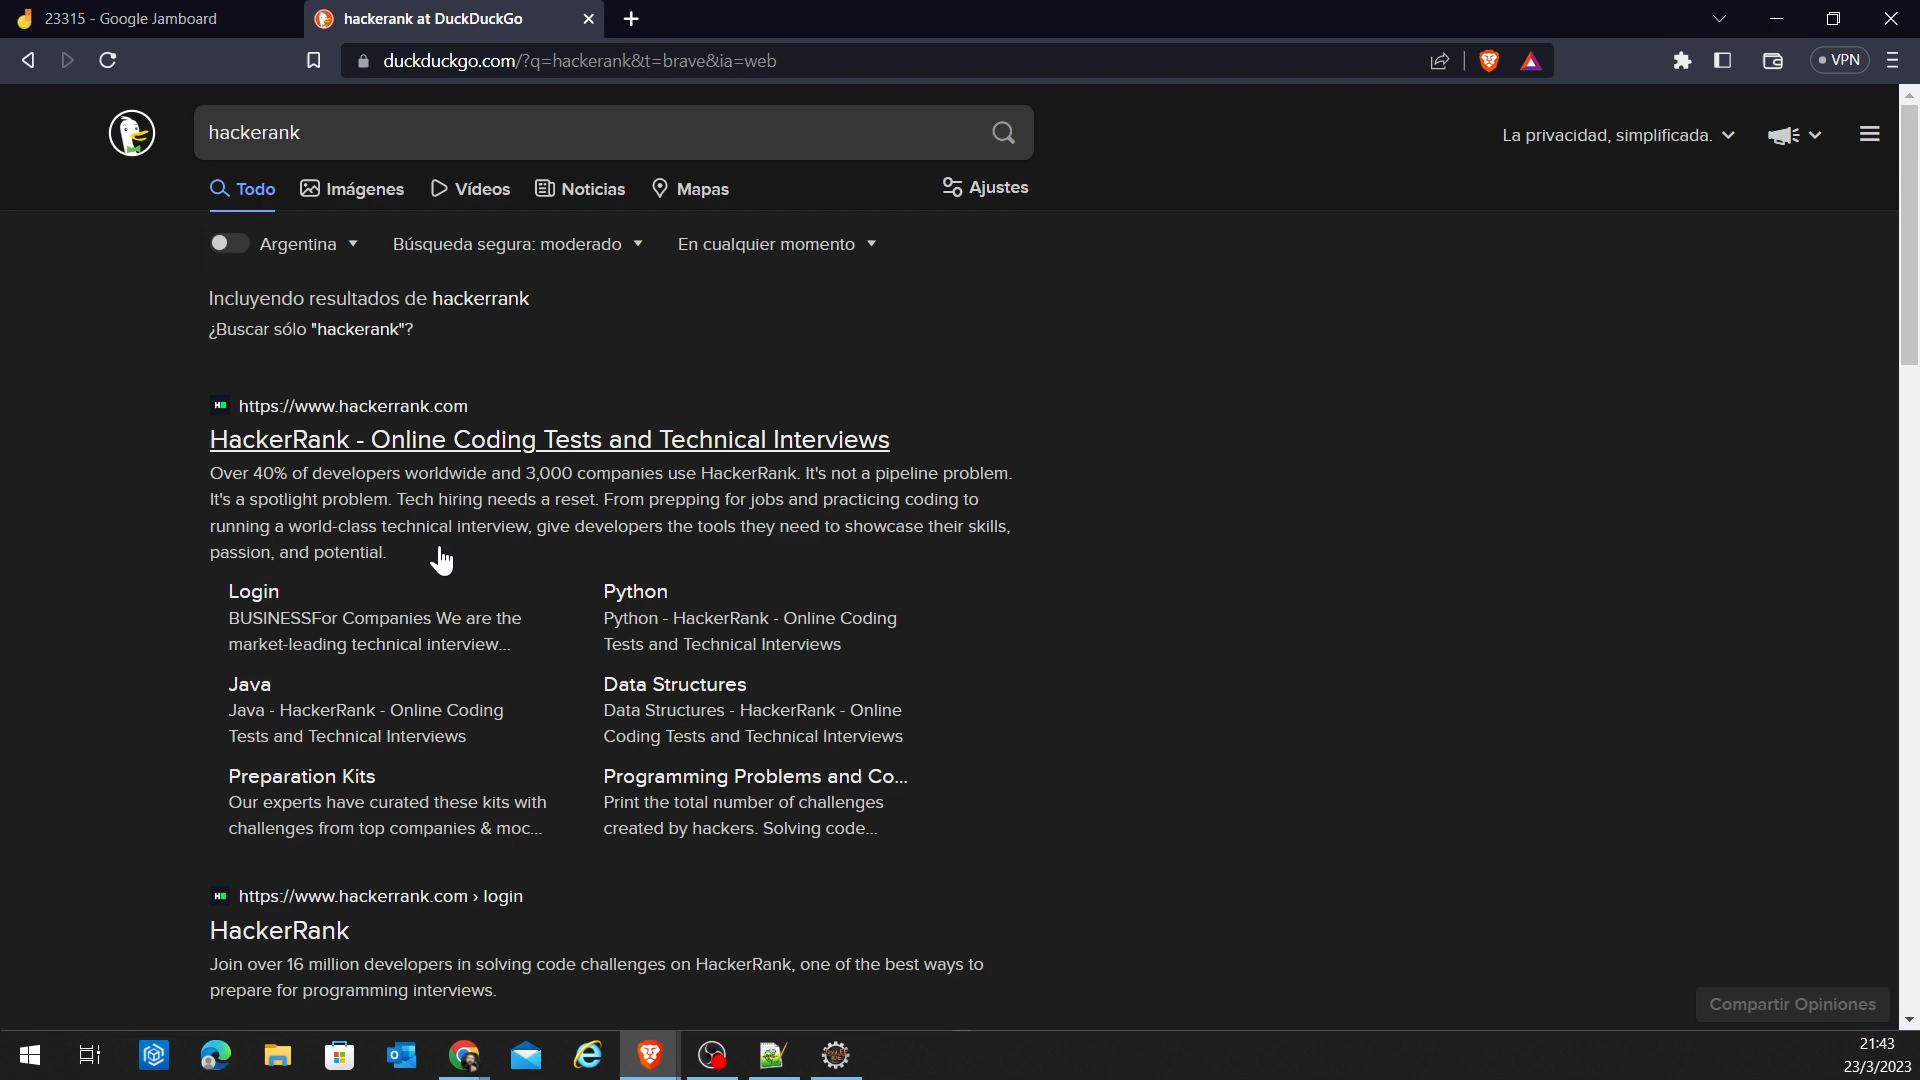 23315 - Google Jamboard
hackerank at DuckDuckGo
duckduckgo.com/?q=hackerank&t=brave&ia=web
VPN
hackerank
La privacidad, simplificada.
Todo
Imágenes
Vídeos
Noticias
Mapas
Ajustes
Argentina
Búsqueda segura: moderado
En cualquier momento
Incluyendo resultados de hackerrank
¿Buscar sólo "hackerank"?
https://www.hackerrank.com
HackerRank - Online Coding Tests and Technical Interviews
Over 40% of developers worldwide and 3,000 companies use HackerRank. It's not a pipeline problem.
It's a spotlight problem. Tech hiring needs a reset. From prepping for jobs and practicing coding to
running a world-class technical interview, give developers the tools they need to showcase their skills,
passion, and potential.
Login
BUSINESSFor Companies We are the
market-leading technical interview...
Python
Python - HackerRank - Online Coding
Tests and Technical Interviews
Java
Java - HackerRank - Online Coding
Tests and Technical Interviews
Data Structures
Data Structures - HackerRank - Online
Coding Tests and Technical Interviews
Preparation Kits
Our experts have curated these kits with
challenges from top companies & moc...
Programming Problems and Co...
Print the total number of challenges
created by hackers. Solving code...
https://www.hackerrank.com › login
HackerRank
Join over 16 million developers in solving code challenges on HackerRank, one of the best ways to
prepare for programming interviews.
Compartir Opiniones
21:43
23/3/2023